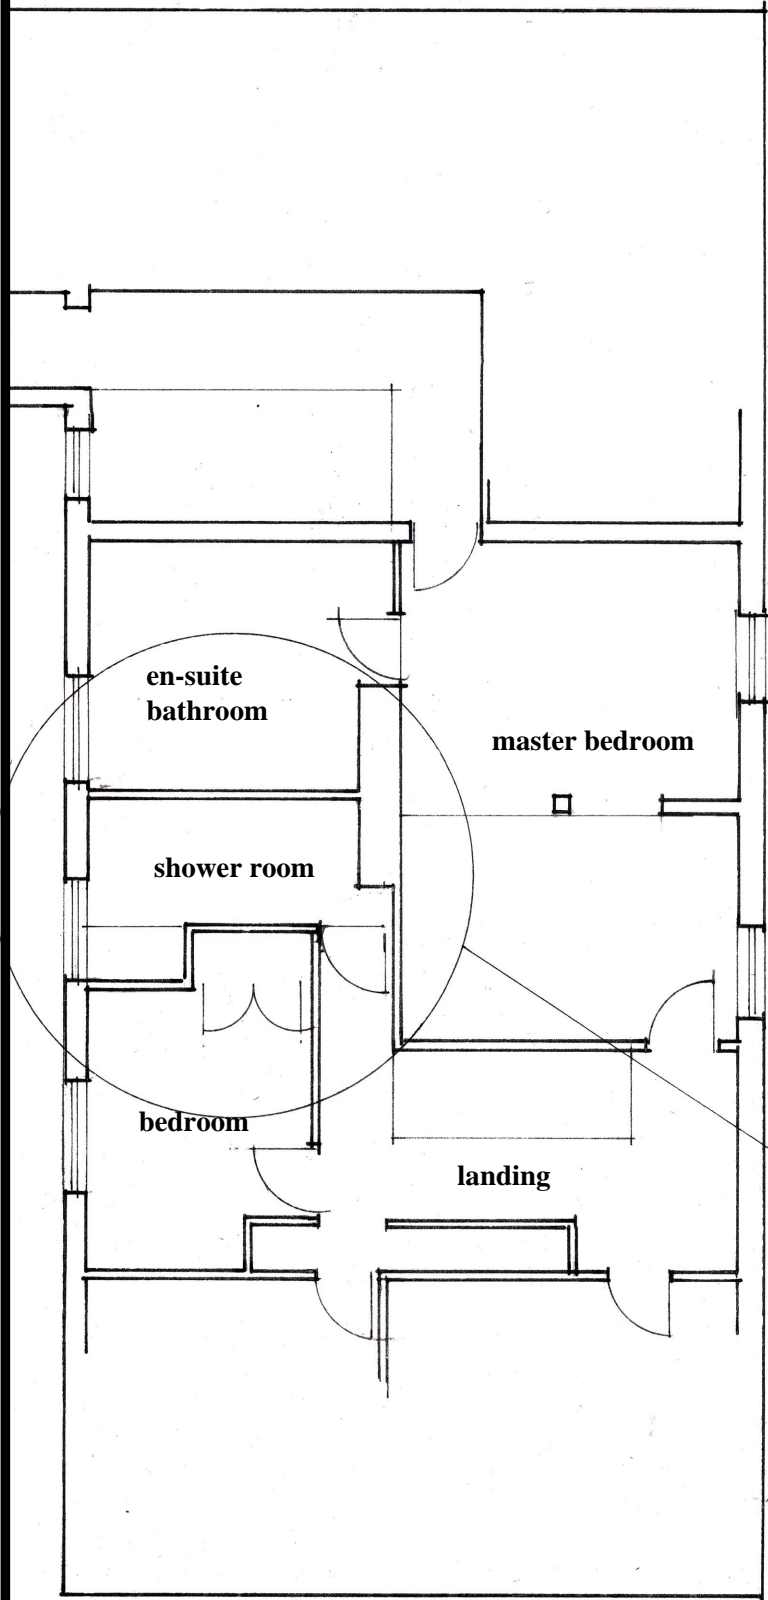 en-suite
bathroom
master bedroom
shower room
bedroom
landing